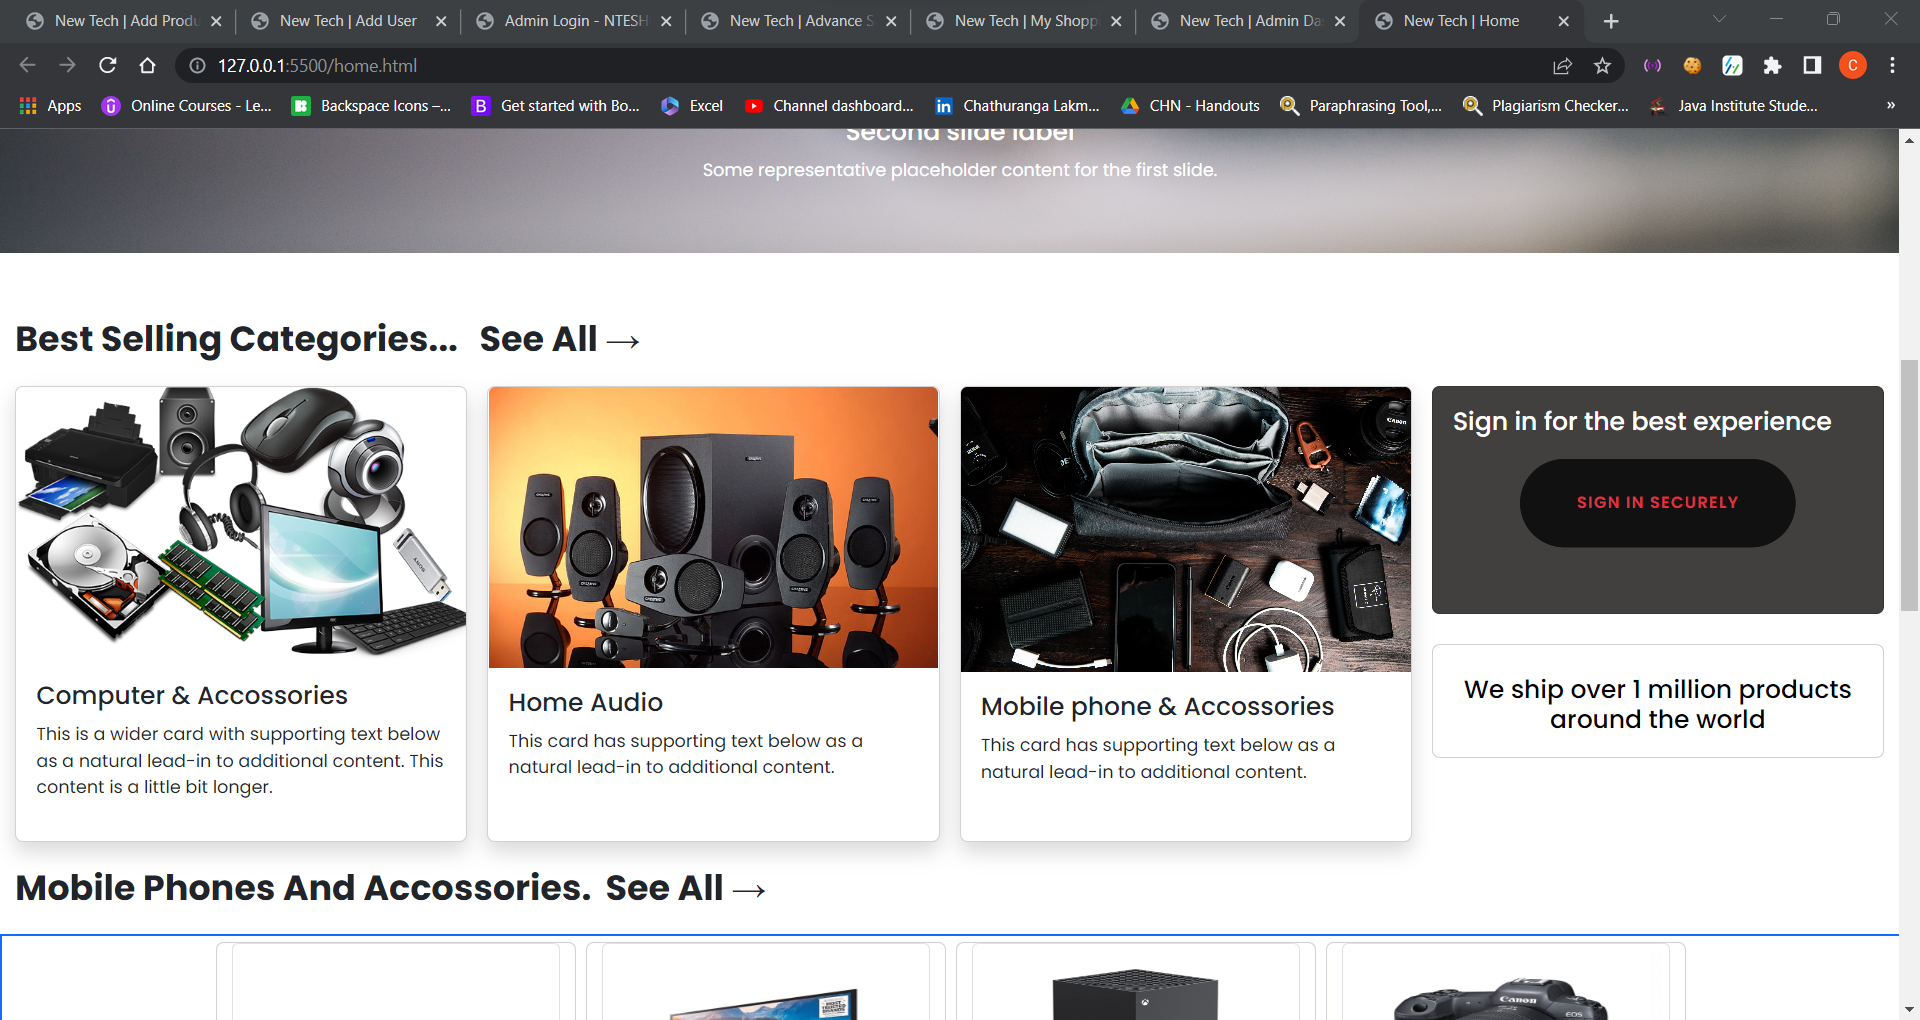 New Tech | Add Produ
New Tech | Add User
Admin Login - NTESH
New Tech | Advance S
New Tech | My Shopp
New Tech | Admin Da
New Tech | Home
127.0.0.1:5500/home.html
C
Apps
Online Courses - Le...
Backspace Icons –...
B
Get started with Bo...
Excel
Channel dashboard...
in
Chathuranga Lakm...
CHN - Handouts
Paraphrasing Tool,...
Plagiarism Checker...
Java Institute Stude...
»
Second slide label
Some representative placeholder content for the first slide.
Best Selling Categories... See All →
Sign in for the best experience
SIGN IN SECURELY
We ship over 1 million products
around the world
Computer & Accossories
This is a wider card with supporting text below
as a natural lead-in to additional content. This
content is a little bit longer.
Home Audio
This card has supporting text below as a
natural lead-in to additional content.
Mobile phone & Accossories
This card has supporting text below as a
natural lead-in to additional content.
Mobile Phones And Accossories. See All →
Canon
EOS